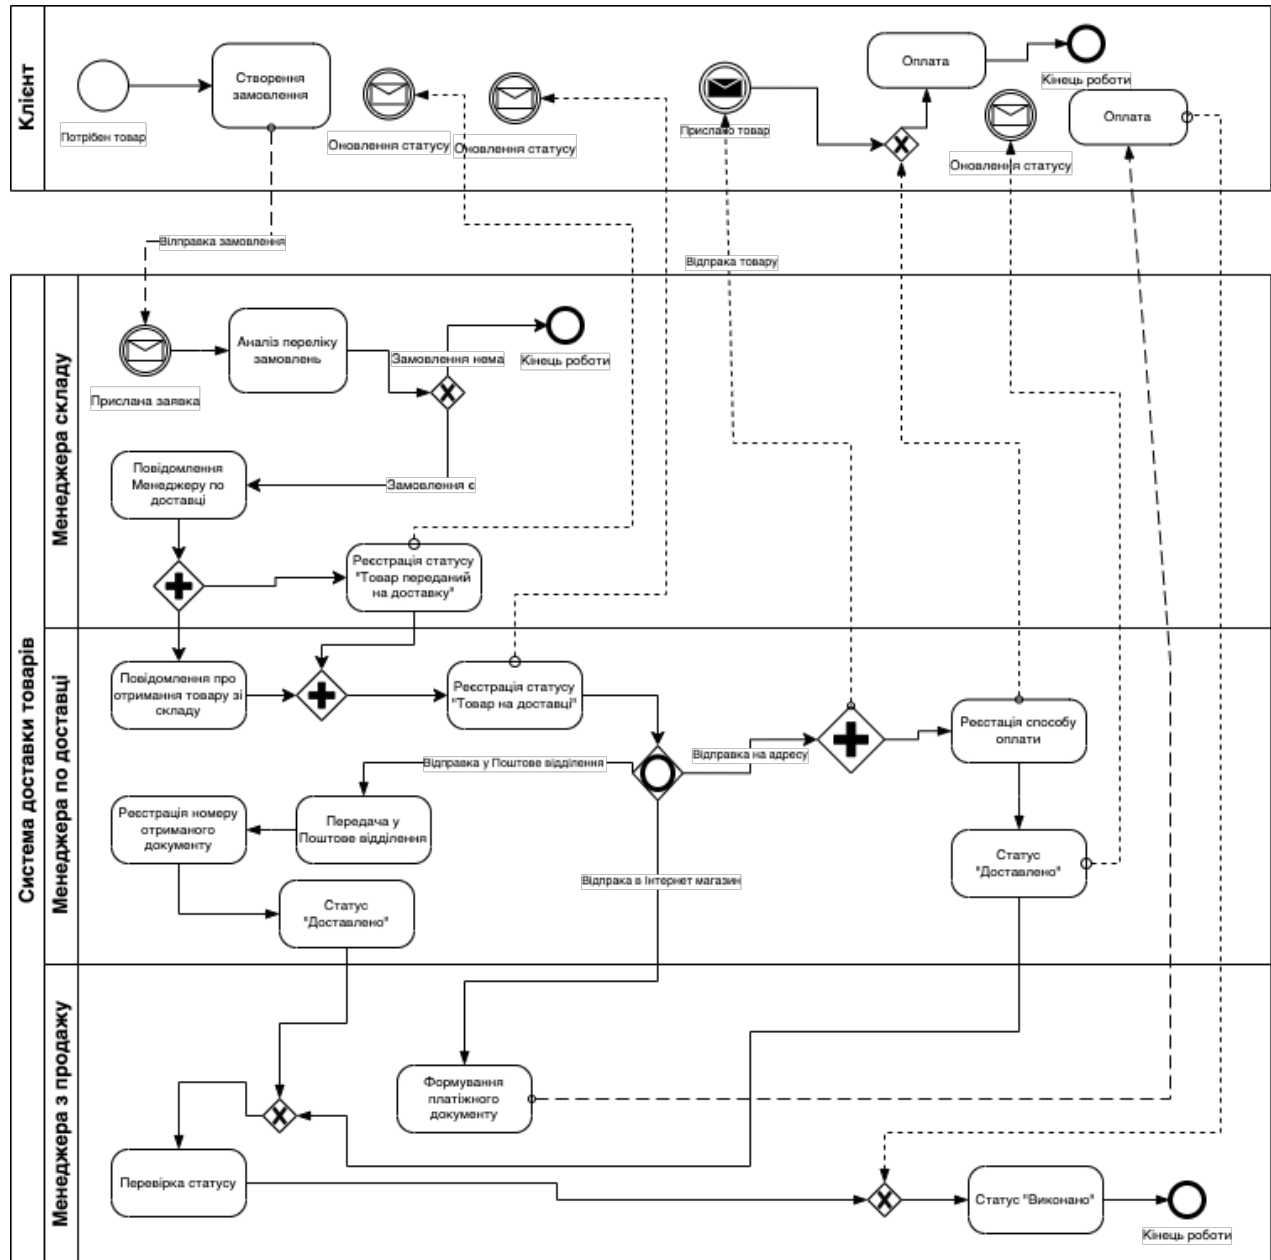 Клієнт
Потрібен товар
Створення
замовлення
Оновлення статусу
Оновлення статусу
Прислано товар
Оплата
Кінець роботи
Оновлення статусу
Оплата
Вілправка замовлення
Відпрака товару
Система доставки товарів
Менеджера складу
Прислана заявка
Аналіз переліку
замовлень
Замовлення нема
Кінець роботи
Замовлення є
Повідомлення
Менеджеру по
доставці
Реєстрація статусу
"Товар переданий
на доставку"
Менеджера по доставці
Повідомлення про
отримання товару зі
складу
Реєстрація статусу
"Товар на доставці"
Відправка у Поштове відділення
Відправка на адресу
Реєстація способу
оплати
Реєстрація номеру
отриманого
документу
Передача у
Поштове відділення
Статус
"Доставлено"
Відпрака в Інтернет магазин
Статус
"Доставлено"
Менеджера з продажу
Формування
платіжного
документу
Перевірка статусу
Статус "Виконано"
Кінець роботи